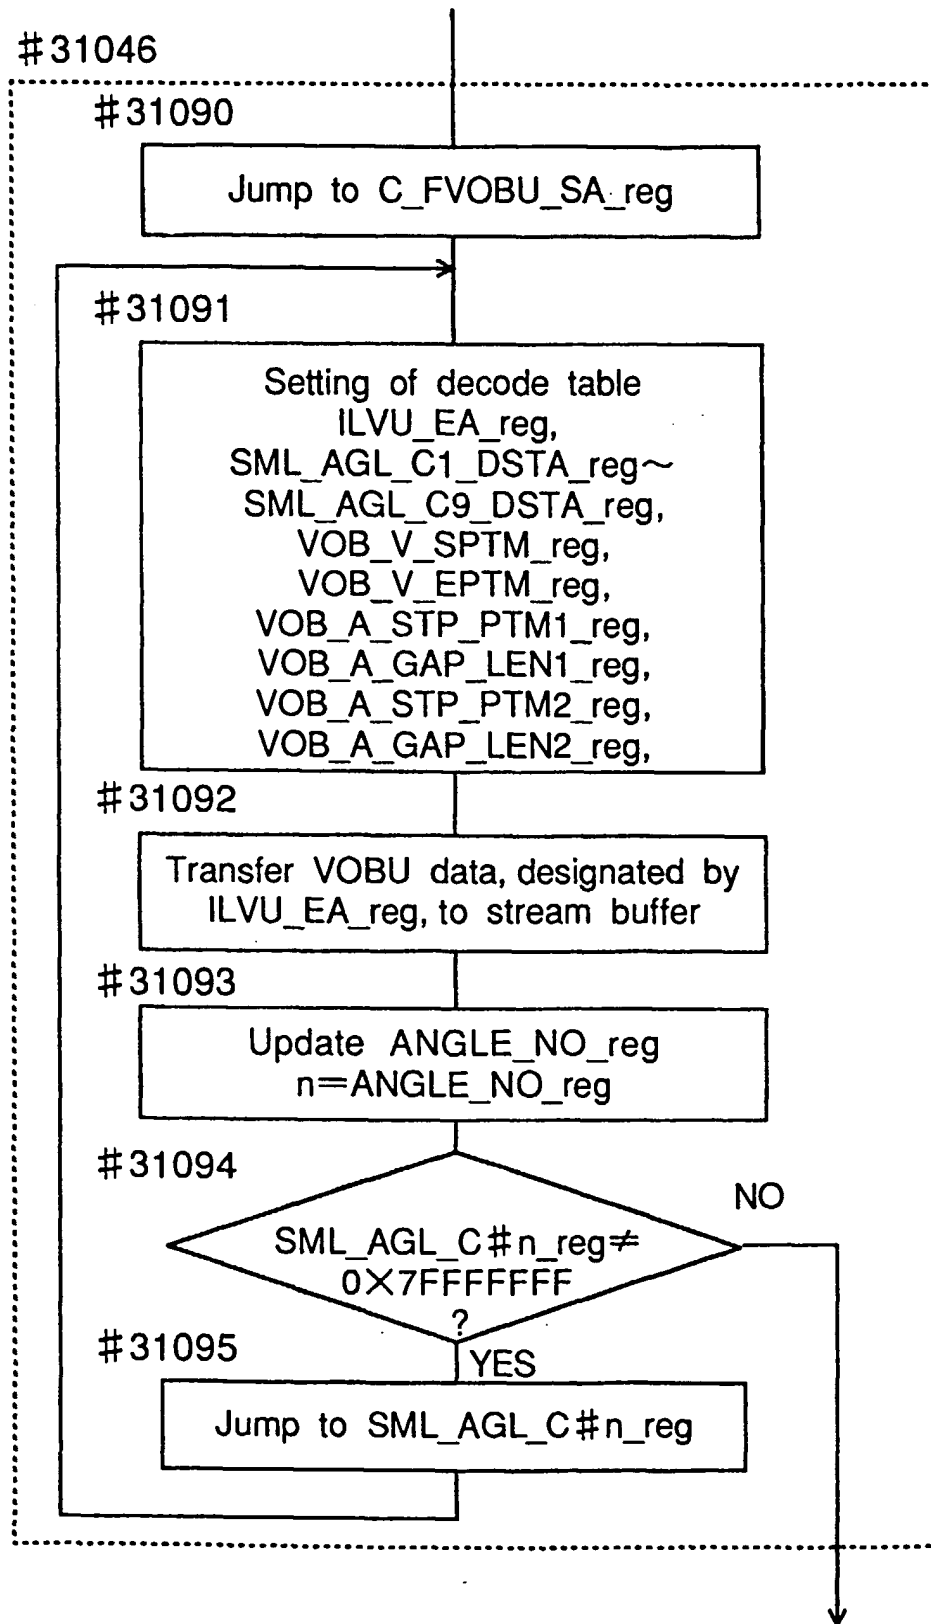 #31046
#31090
Jump to C_FVOBU_SA_reg
#31091
Setting of decode table
ILVU_EA_reg,
SML_AGL_C1_DSTA_reg~
SML_AGL_C9_DSTA_reg,
VOB_V_SPTM_reg,
VOB_V_EPTM_reg,
VOB_A_STP_PTM1_reg,
VOB_A_GAP_LEN1_reg,
VOB_A_STP_PTM2_reg,
VOB_A_GAP_LEN2_reg,
#31092
Transfer VOBU data, designated by
ILVU_EA_reg, to stream buffer
#31093
Update ANGLE_NO_reg
n=ANGLE_NO_reg
#31094
NO
SML_AGL_C#n_reg≠
0X7FFFFFFF
?
#31095
YES
Jump to SML_AGL_C#n_reg